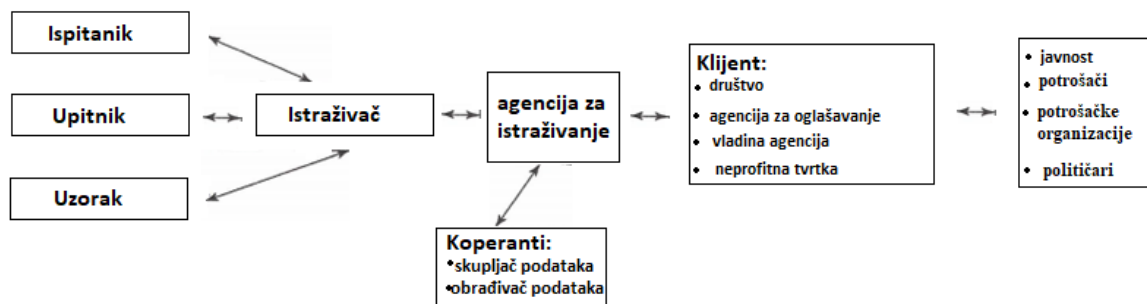 Ispitanik
Upitnik
Uzorak
Istraživač
agencija za
istraživanje
Koperanti:
•skupljač podataka
•obrađivač podataka
Klijent:
• društvo
• agencija za oglašavanje
• vladina agencija
• neprofitna tvrtka
• javnost
• potrošači
• potrošačke
organizacije
• političari